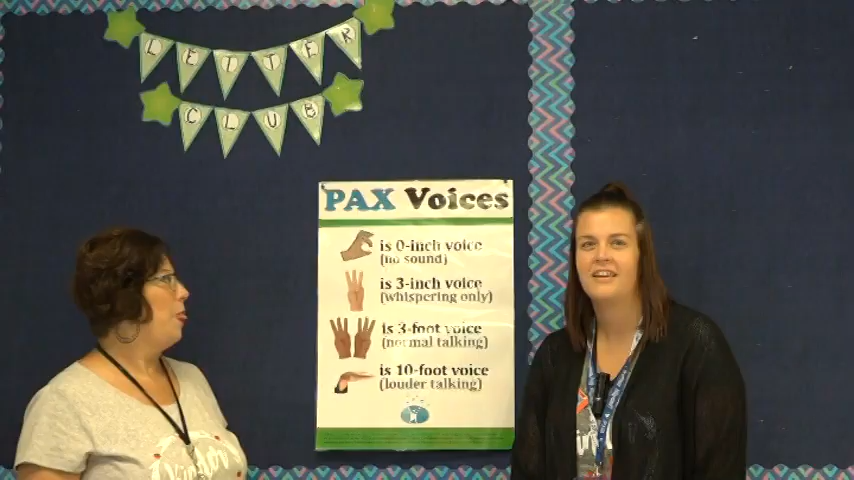 LETTER
CLUB
PAX Voices
is 0-inch voice
(no sound)
is 3-inch voice
(whispering only)
is 3-foot voice
(normal talking)
is 10-foot voice
(louder talking)